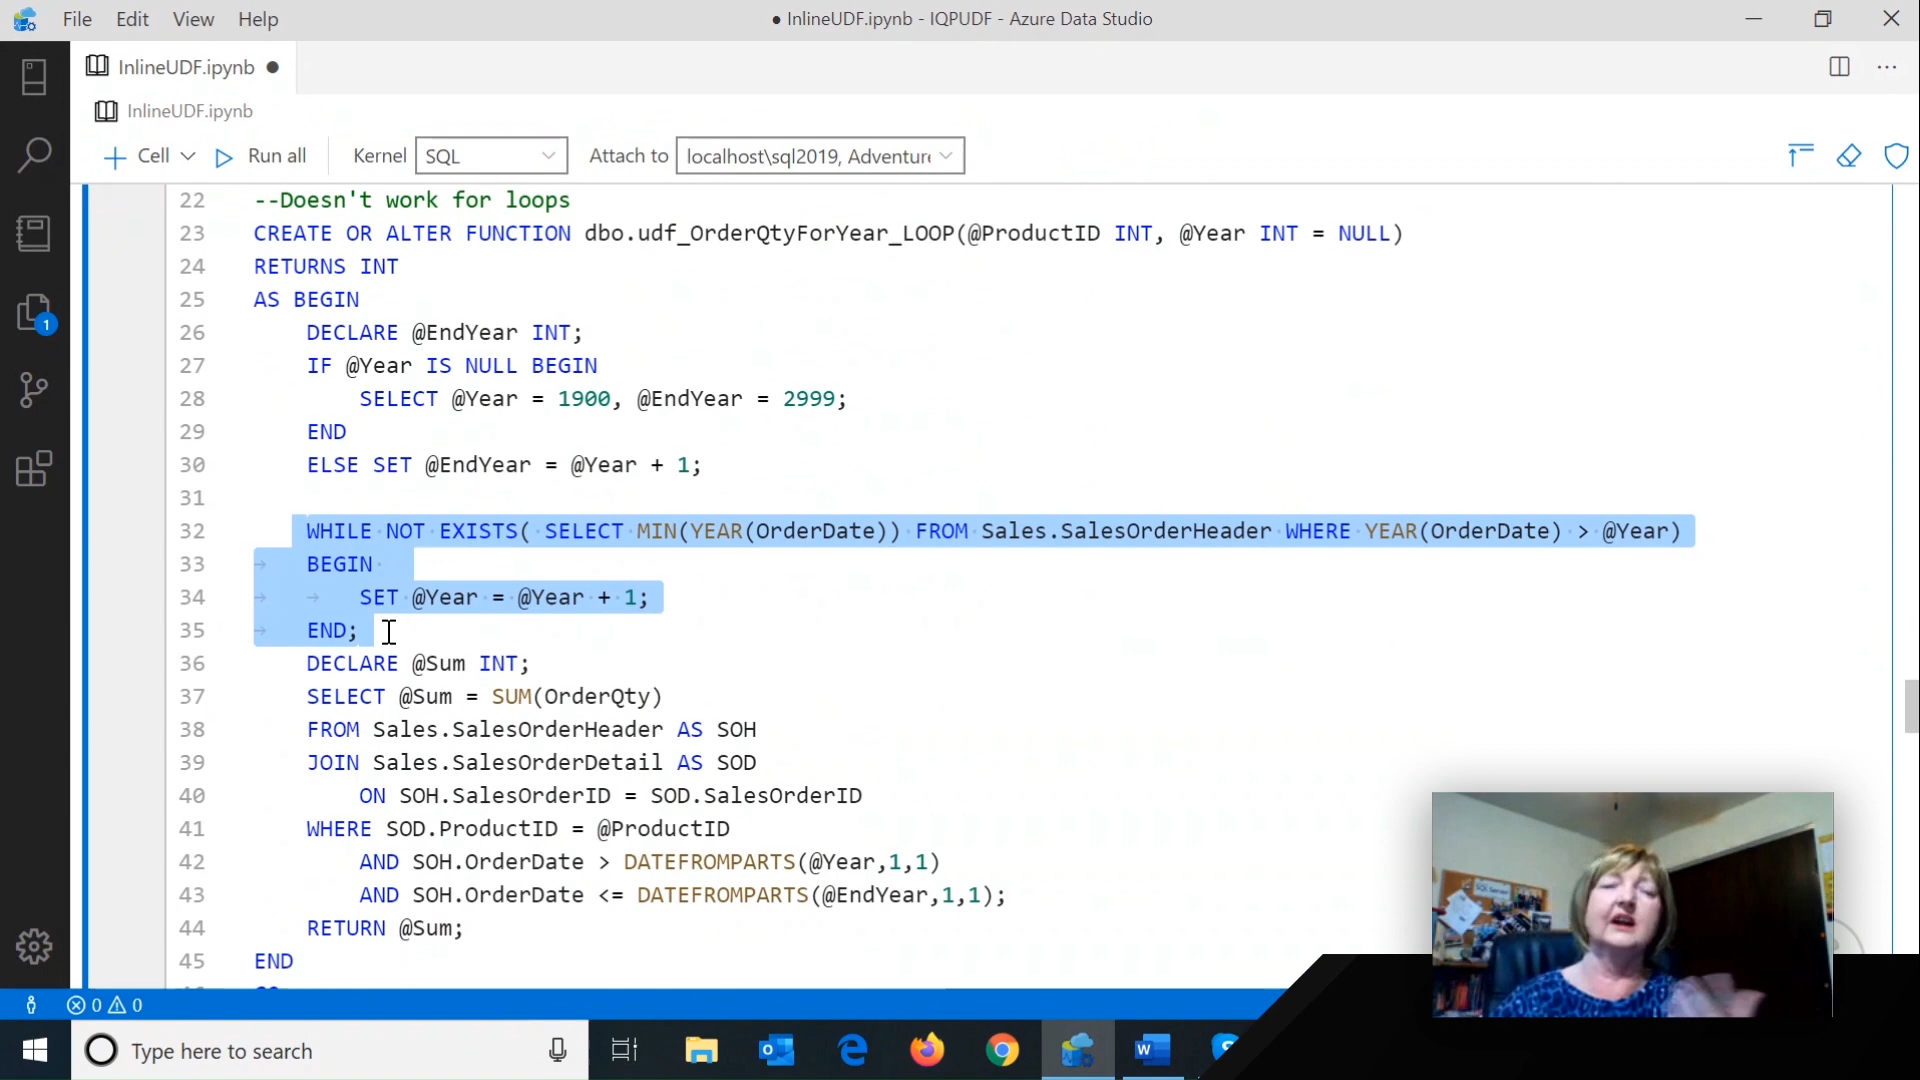 File Edit View Help
● InlineUDF.ipynb - IQPUDF - Azure Data Studio
InlineUDF.ipynb ●
InlineUDF.ipynb
Cell Run all Kernel SQL Attach to localhost\sql2019, Adventur
22 --Doesn't work for loops
23 CREATE OR ALTER FUNCTION dbo.udf_OrderQtyForYear_LOOP(@ProductID INT, @Year INT = NULL)
24 RETURNS INT
25 AS BEGIN
26 DECLARE @EndYear INT;
27 IF @Year IS NULL BEGIN
28 SELECT @Year = 1900, @EndYear = 2999;
29 END
30 ELSE SET @EndYear = @Year + 1;
31
32 WHILE NOT EXISTS( SELECT MIN(YEAR(OrderDate)) FROM Sales.SalesOrderHeader WHERE YEAR(OrderDate) > @Year)
33 BEGIN
34 SET @Year = @Year + 1;
35 END;
36 DECLARE @Sum INT;
37 SELECT @Sum = SUM(OrderQty)
38 FROM Sales.SalesOrderHeader AS SOH
39 JOIN Sales.SalesOrderDetail AS SOD
40 ON SOH.SalesOrderID = SOD.SalesOrderID
41 WHERE SOD.ProductID = @ProductID
42 AND SOH.OrderDate > DATEFROMPARTS(@Year,1,1)
43 AND SOH.OrderDate <= DATEFROMPARTS(@EndYear,1,1);
44 RETURN @Sum;
45 END
1
0 0
Type here to search